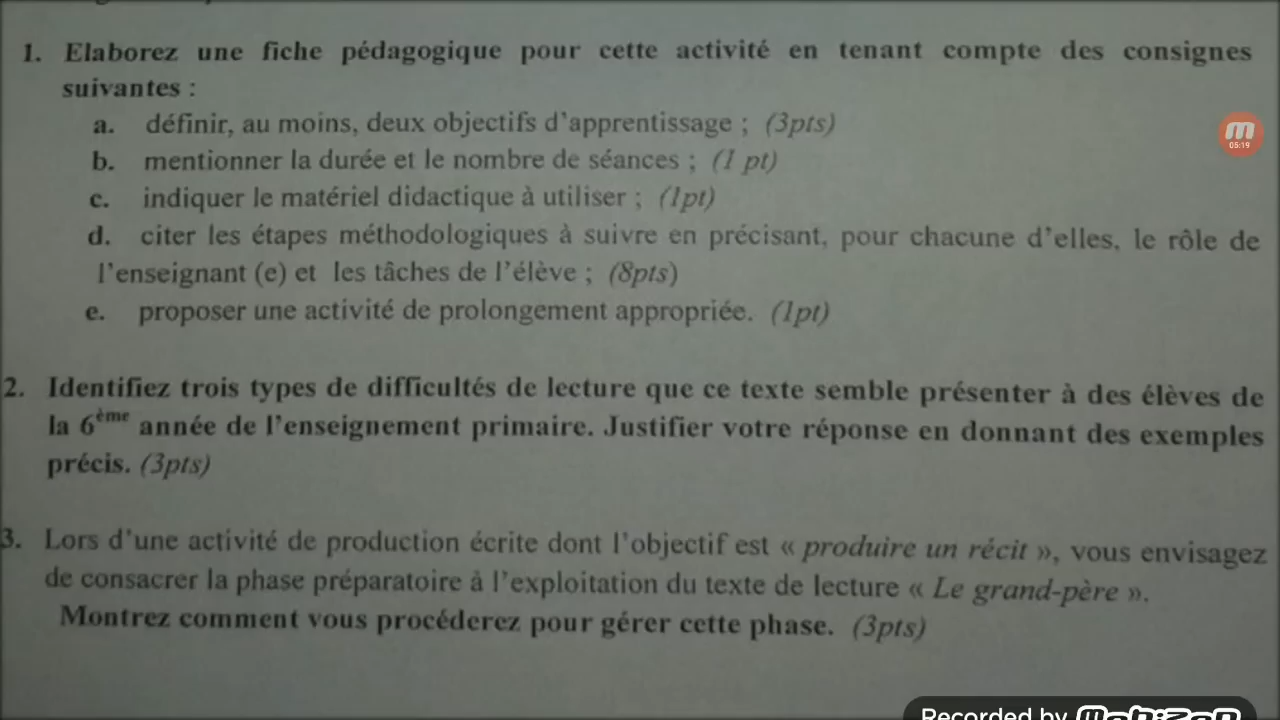 1. Elaborez une fiche pédagogique pour cette activité en tenant compte des consignes
suivantes :
a. définir, au moins, deux objectifs d'apprentissage ; (3pts)
b. mentionner la durée et le nombre de séances ; (1 pt)
c. indiquer le matériel didactique à utiliser ; (1pt)
d. citer les étapes méthodologiques à suivre en précisant, pour chacune d'elles, le rôle de
l'enseignant (e) et les tâches de l'élève ; (8pts)
e. proposer une activité de prolongement appropriée. (1pt)
2. Identifiez trois types de difficultés de lecture que ce texte semble présenter à des élèves de
la 6ème année de l'enseignement primaire. Justifier votre réponse en donnant des exemples
précis. (3pts)
3. Lors d'une activité de production écrite dont l'objectif est « produire un récit », vous envisagez
de consacrer la phase préparatoire à l'exploitation du texte de lecture « Le grand-père ».
Montrez comment vous procéderez pour gérer cette phase. (3pts)
05:19
Recorded by Mobizen